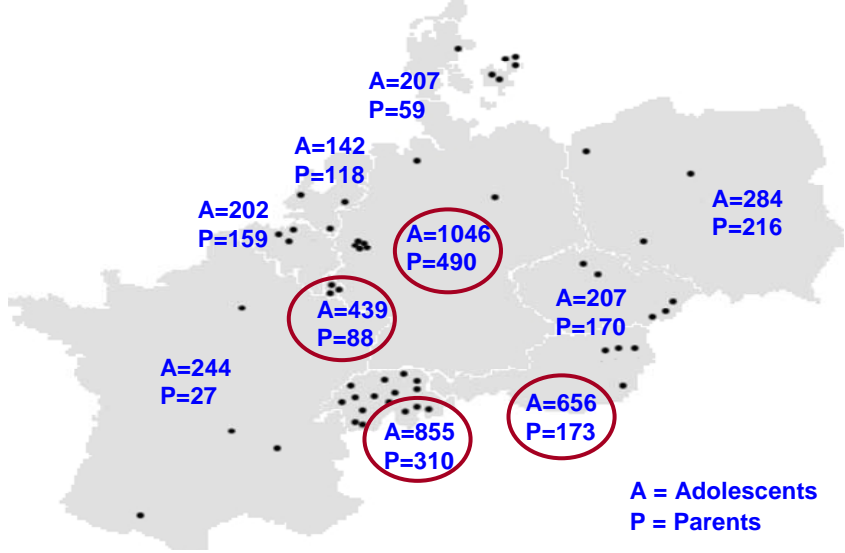 A=207
P=59
A=142
P=118
A=202
P=159
A=284
P=216
A=1046
P=490
A=207
P=170
A=439
P=88
A=244
P=27
A=656
P=173
A=855
P=310
A = Adolescents
P = Parents